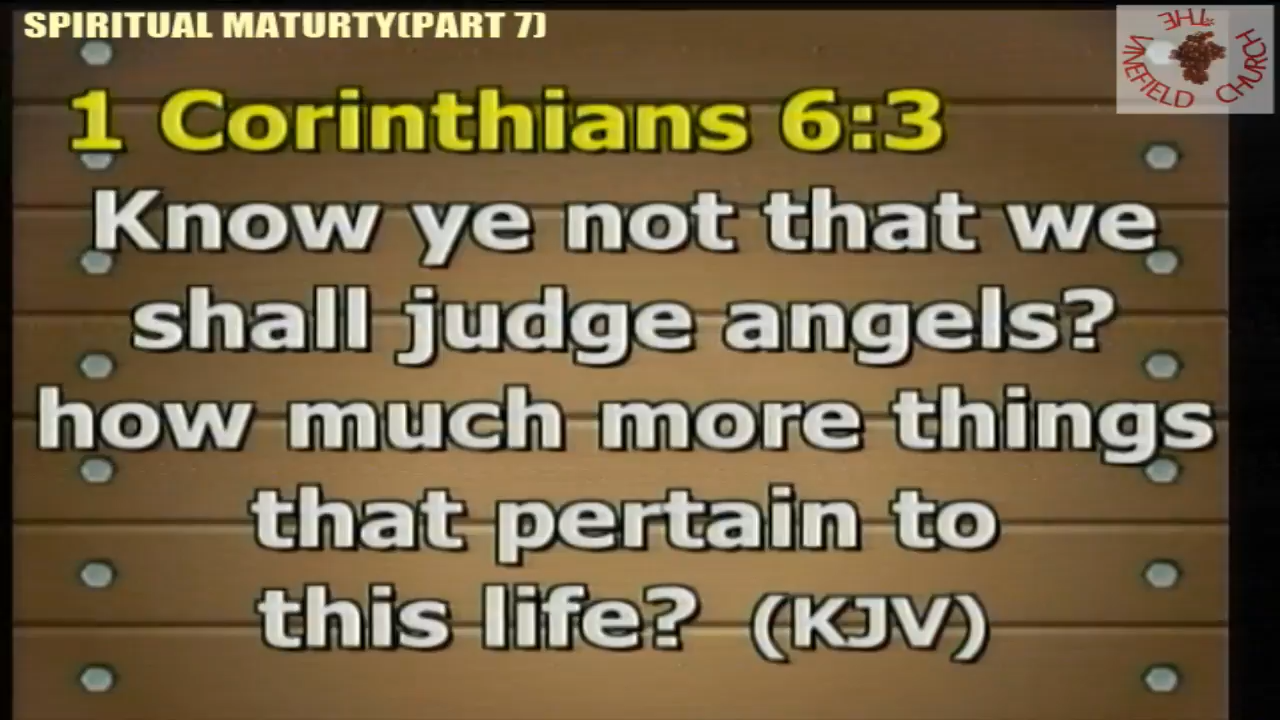 SPIRITUAL MATURTY(PART 7)
THE VINEFIELD CHURCH
1 Corinthians 6:3
Know ye not that we
shall judge angels?
how much more things
that pertain to
this life? (KJV)